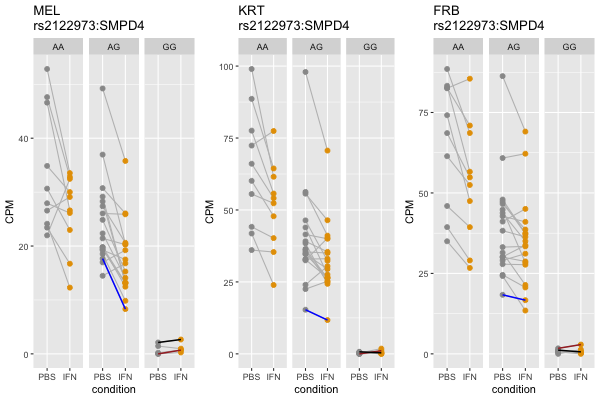 MEL
rs2122973:SMPD4
AA AG GG
CPM
40
20
0
PBS IFN PBS IFN PBS IFN
condition
KRT
rs2122973:SMPD4
AA AG GG
CPM
100
75
50
25
0
PBS IFN PBS IFN PBS IFN
condition
FRB
rs2122973:SMPD4
AA AG GG
CPM
75
50
25
0
PBS IFN PBS IFN PBS IFN
condition